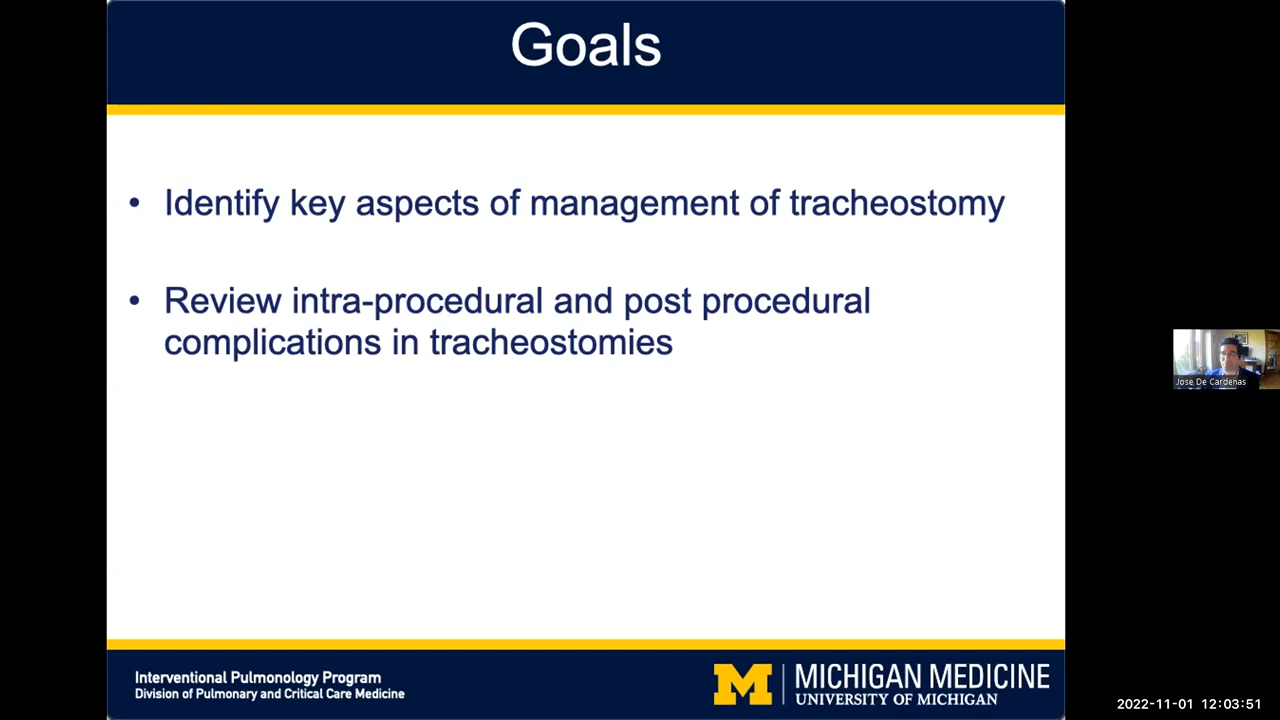 Goals
• Identify key aspects of management of tracheostomy
• Review intra-procedural and post procedural
complications in tracheostomies
Jose De Cardenas
Interventional Pulmonology Program
Division of Pulmonary and Critical Care Medicine
M MICHIGAN MEDICINE
UNIVERSITY OF MICHIGAN
2022-11-01 12:03:51